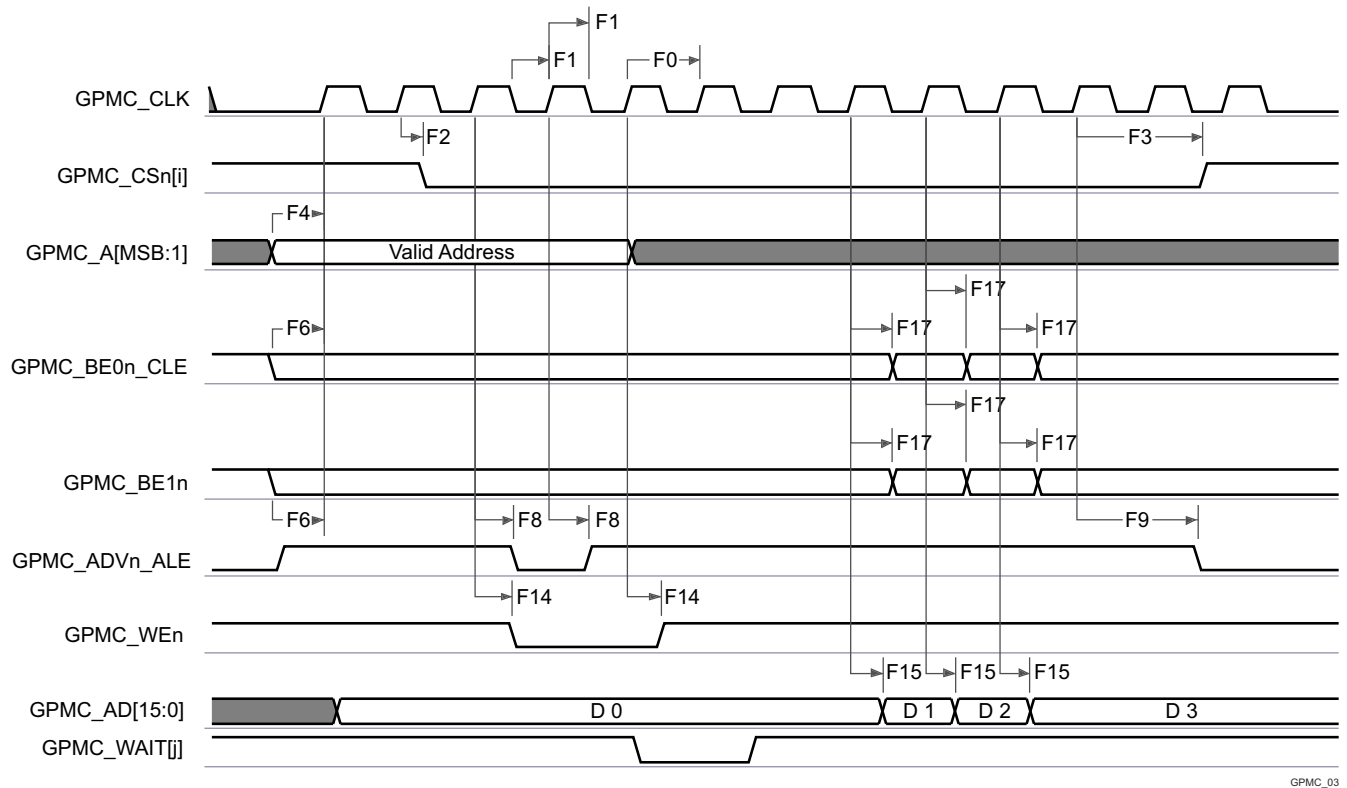 F1
F1 F0
GPMC_CLK
F2 F3
GPMC_CSn[i]
F4
GPMC_A[MSB:1] Valid Address
F17
F6 F17 F17
GPMC_BE0n_CLE
F17
F17 F17
GPMC_BE1n
F6 F8 F8 F9
GPMC_ADVn_ALE
F14 F14
GPMC_WEn
F15 F15 F15
GPMC_AD[15:0] D 0 D 1 D 2 D 3
GPMC_WAIT[j]
GPMC_03